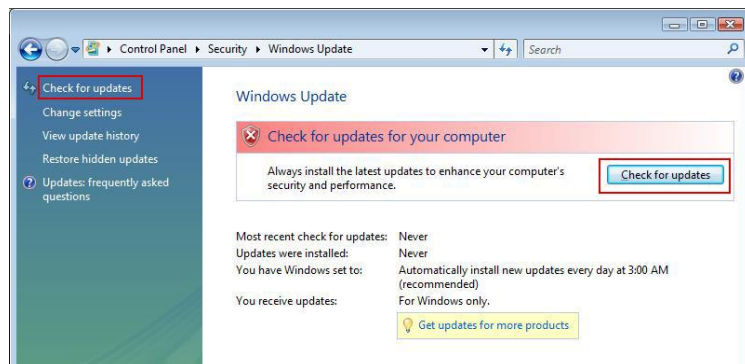 Control Panel ▸ Security ▸ Windows Update
Search
Check for updates
Change settings
View update history
Restore hidden updates
Updates: frequently asked
questions
Windows Update
Check for updates for your computer
Always install the latest updates to enhance your computer's
security and performance.
Check for updates
Most recent check for updates: Never
Updates were installed: Never
You have Windows set to: Automatically install new updates every day at 3:00 AM
(recommended)
You receive updates: For Windows only.
Get updates for more products